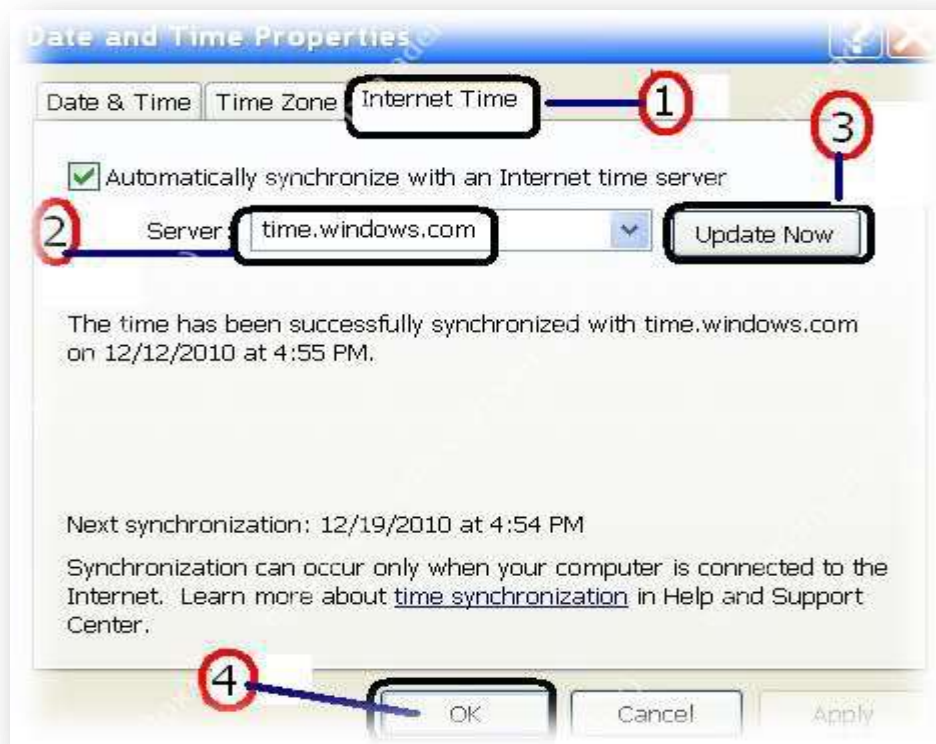 Date and Time Properties
Date & Time Time Zone Internet Time
1
3
Automatically synchronize with an Internet time server
2 Server: time.windows.com Update Now
The time has been successfully synchronized with time.windows.com
on 12/12/2010 at 4:55 PM.
Next synchronization: 12/19/2010 at 4:54 PM
Synchronization can occur only when your computer is connected to the
Internet. Learn more about time synchronization in Help and Support
Center.
4
OK Cancel Apply